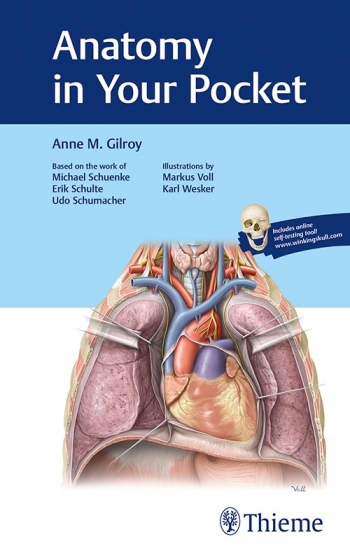 Anatomy
in Your Pocket
Anne M. Gilroy
Based on the work of
Michael Schuenke
Erik Schulte
Udo Schumacher
Illustrations by
Markus Voll
Karl Wesker
Includes online
self-testing tool!
www.winkingskull.com
Voll
Thieme